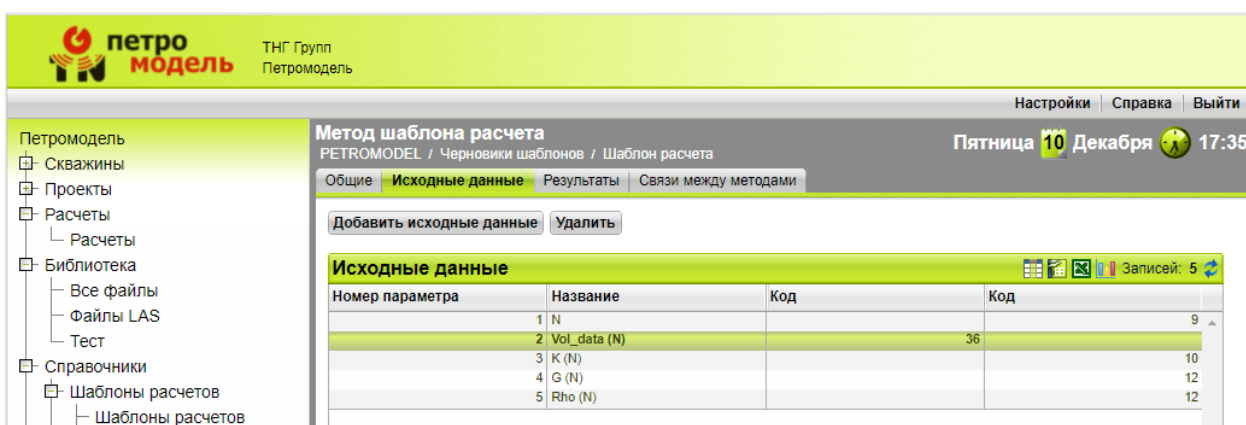 петро
модель
ТНГ Групп
Петромодель
Настройки Справка Выйти
Петромодель
Скважины
Проекты
Расчеты
Расчеты
Библиотека
Все файлы
Файлы LAS
Тест
Справочники
Шаблоны расчетов
Шаблоны расчетов
Метод шаблона расчета
PETROMODEL / Черновики шаблонов / Шаблон расчета
Пятница 10 Декабря 17:35
Общие Исходные данные Результаты Связи между методами
Добавить исходные данные Удалить
Исходные данные Записей: 5
Номер параметра Название Код Код
1 N 9
2 Vol_data (N) 36
3 K (N) 10
4 G (N) 12
5 Rho (N) 12